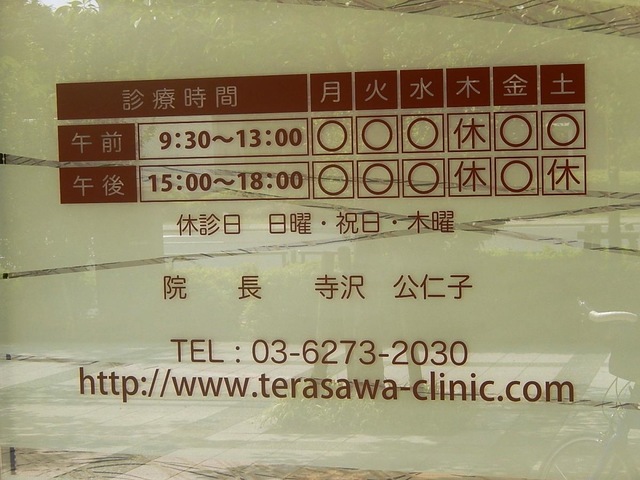 診療時間 月 火 水 木 金 土
午前 9:30～13:00 ○ ○ ○ 休 ○ ○
午後 15:00～18:00 ○ ○ ○ 休 ○ 休
休診日 日曜・祝日・木曜
院 長 寺沢 公仁子
TEL : 03-6273-2030
http://www.terasawa-clinic.com